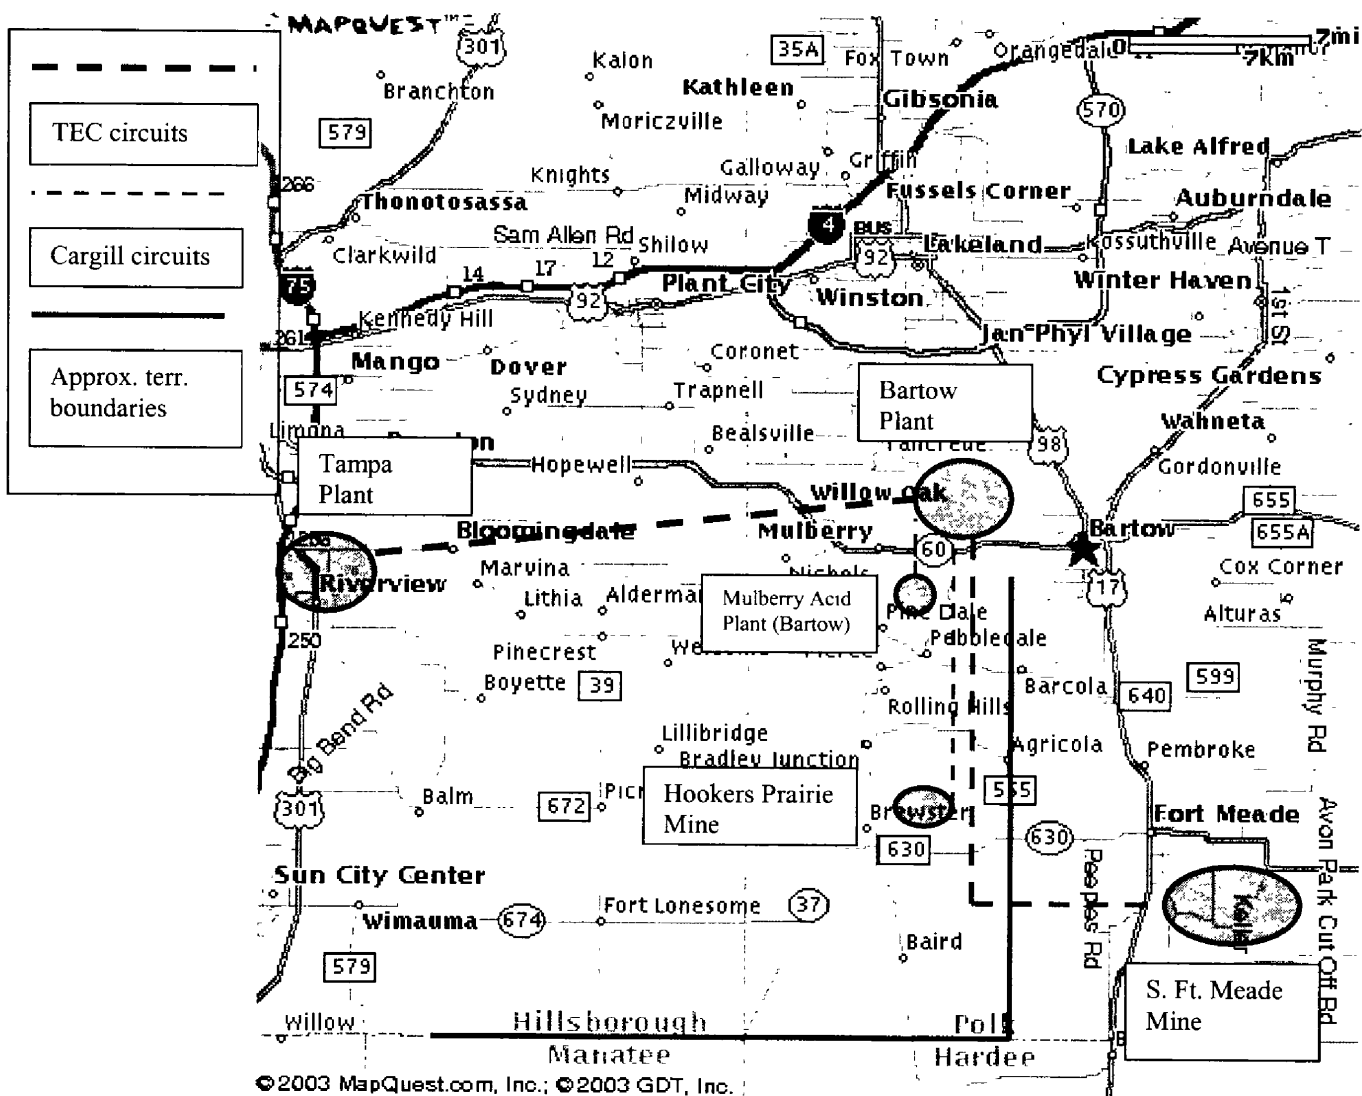 MAPQUEST™
301
35A
Fox Town
Orangedale
0
7mi
7km
TEC circuits
Cargill circuits
Approx. terr.
boundaries
Branchton
Kalon
Kathleen
Moriczville
Gibsonia
570
579
Lake Alfred
Galloway
Griffin
Knights
Midway
Fussels Corner
Auburndale
266
Thonotosassa
4
BUS
92
Lakeland
Kossuthville
Avenue T
Sam Allen Rd
Shilow
Clarkwild
75
14
17
12
92
Plant City
Winston
Winter Haven
1st St
Kennedy Hill
261
Jan Phyl Village
Mango
Dover
Coronet
Cypress Gardens
574
Sydney
Trapnell
Bartow
Plant
Wahneta
Limona
Bealsville
98
Gordonville
Tampa
Plant
Hopewell
Willow Oak
655
655A
Bloomingdale
Mulberry
60
Bartow
Riverview
Marvina
Nichols
Cox Corner
17
Lithia
Mulberry Acid
Plant (Bartow)
Pine Dale
Alturas
250
Pinecrest
Pebbledale
Boyette
39
Rolling Hills
Barcola
640
599
Murphy Rd
Big Bend Rd
Lillibridge
Bradley Junction
Agricola
Pembroke
301
Balm
672
Hookers Prairie
Mine
Brewster
555
630
630
Fort Meade
Peeples Rd
Avon Park Cut Off Rd
Sun City Center
Wimauma
674
Fort Lonesome
37
Keller
579
Baird
S. Ft. Meade
Mine
Willow
Hillsborough
Polk
Manatee
Hardee
©2003 MapQuest.com, Inc.; ©2003 GDT, Inc.